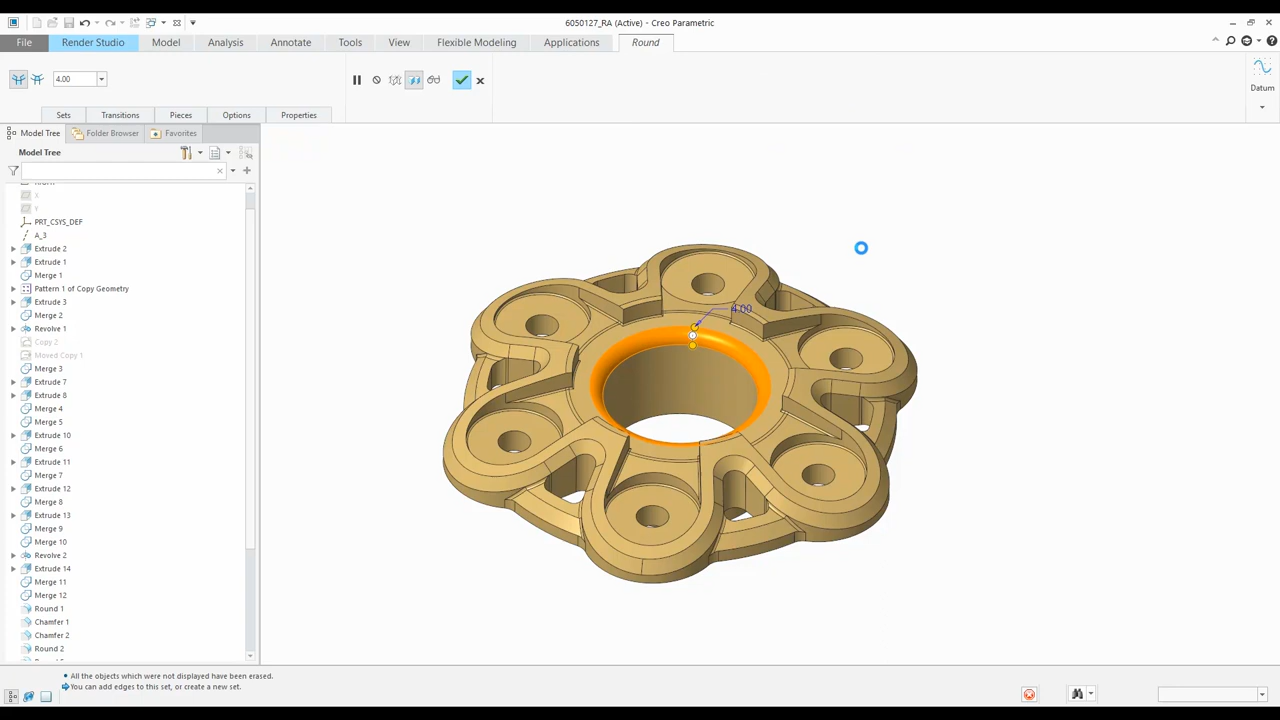 6050127_RA (Active) - Creo Parametric
File Render Studio Model Analysis Annotate Tools View Flexible Modeling Applications Round
4.00
Datum
Sets Transitions Pieces Options Properties
Model Tree Folder Browser Favorites
Model Tree
X
Y
PRT_CSYS_DEF
A_3
Extrude 2
Extrude 1
Merge 1
Pattern 1 of Copy Geometry
Extrude 3
Merge 2
Revolve 1
Copy 2
Moved Copy 1
Merge 3
Extrude 7
Extrude 8
Merge 4
Merge 5
Extrude 10
Merge 6
Extrude 11
Merge 7
Extrude 12
Merge 8
Extrude 13
Merge 9
Merge 10
Revolve 2
Extrude 14
Merge 11
Merge 12
Round 1
Chamfer 1
Chamfer 2
Round 2
4.00
All the objects which were not displayed have been erased.
You can add edges to this set, or create a new set.